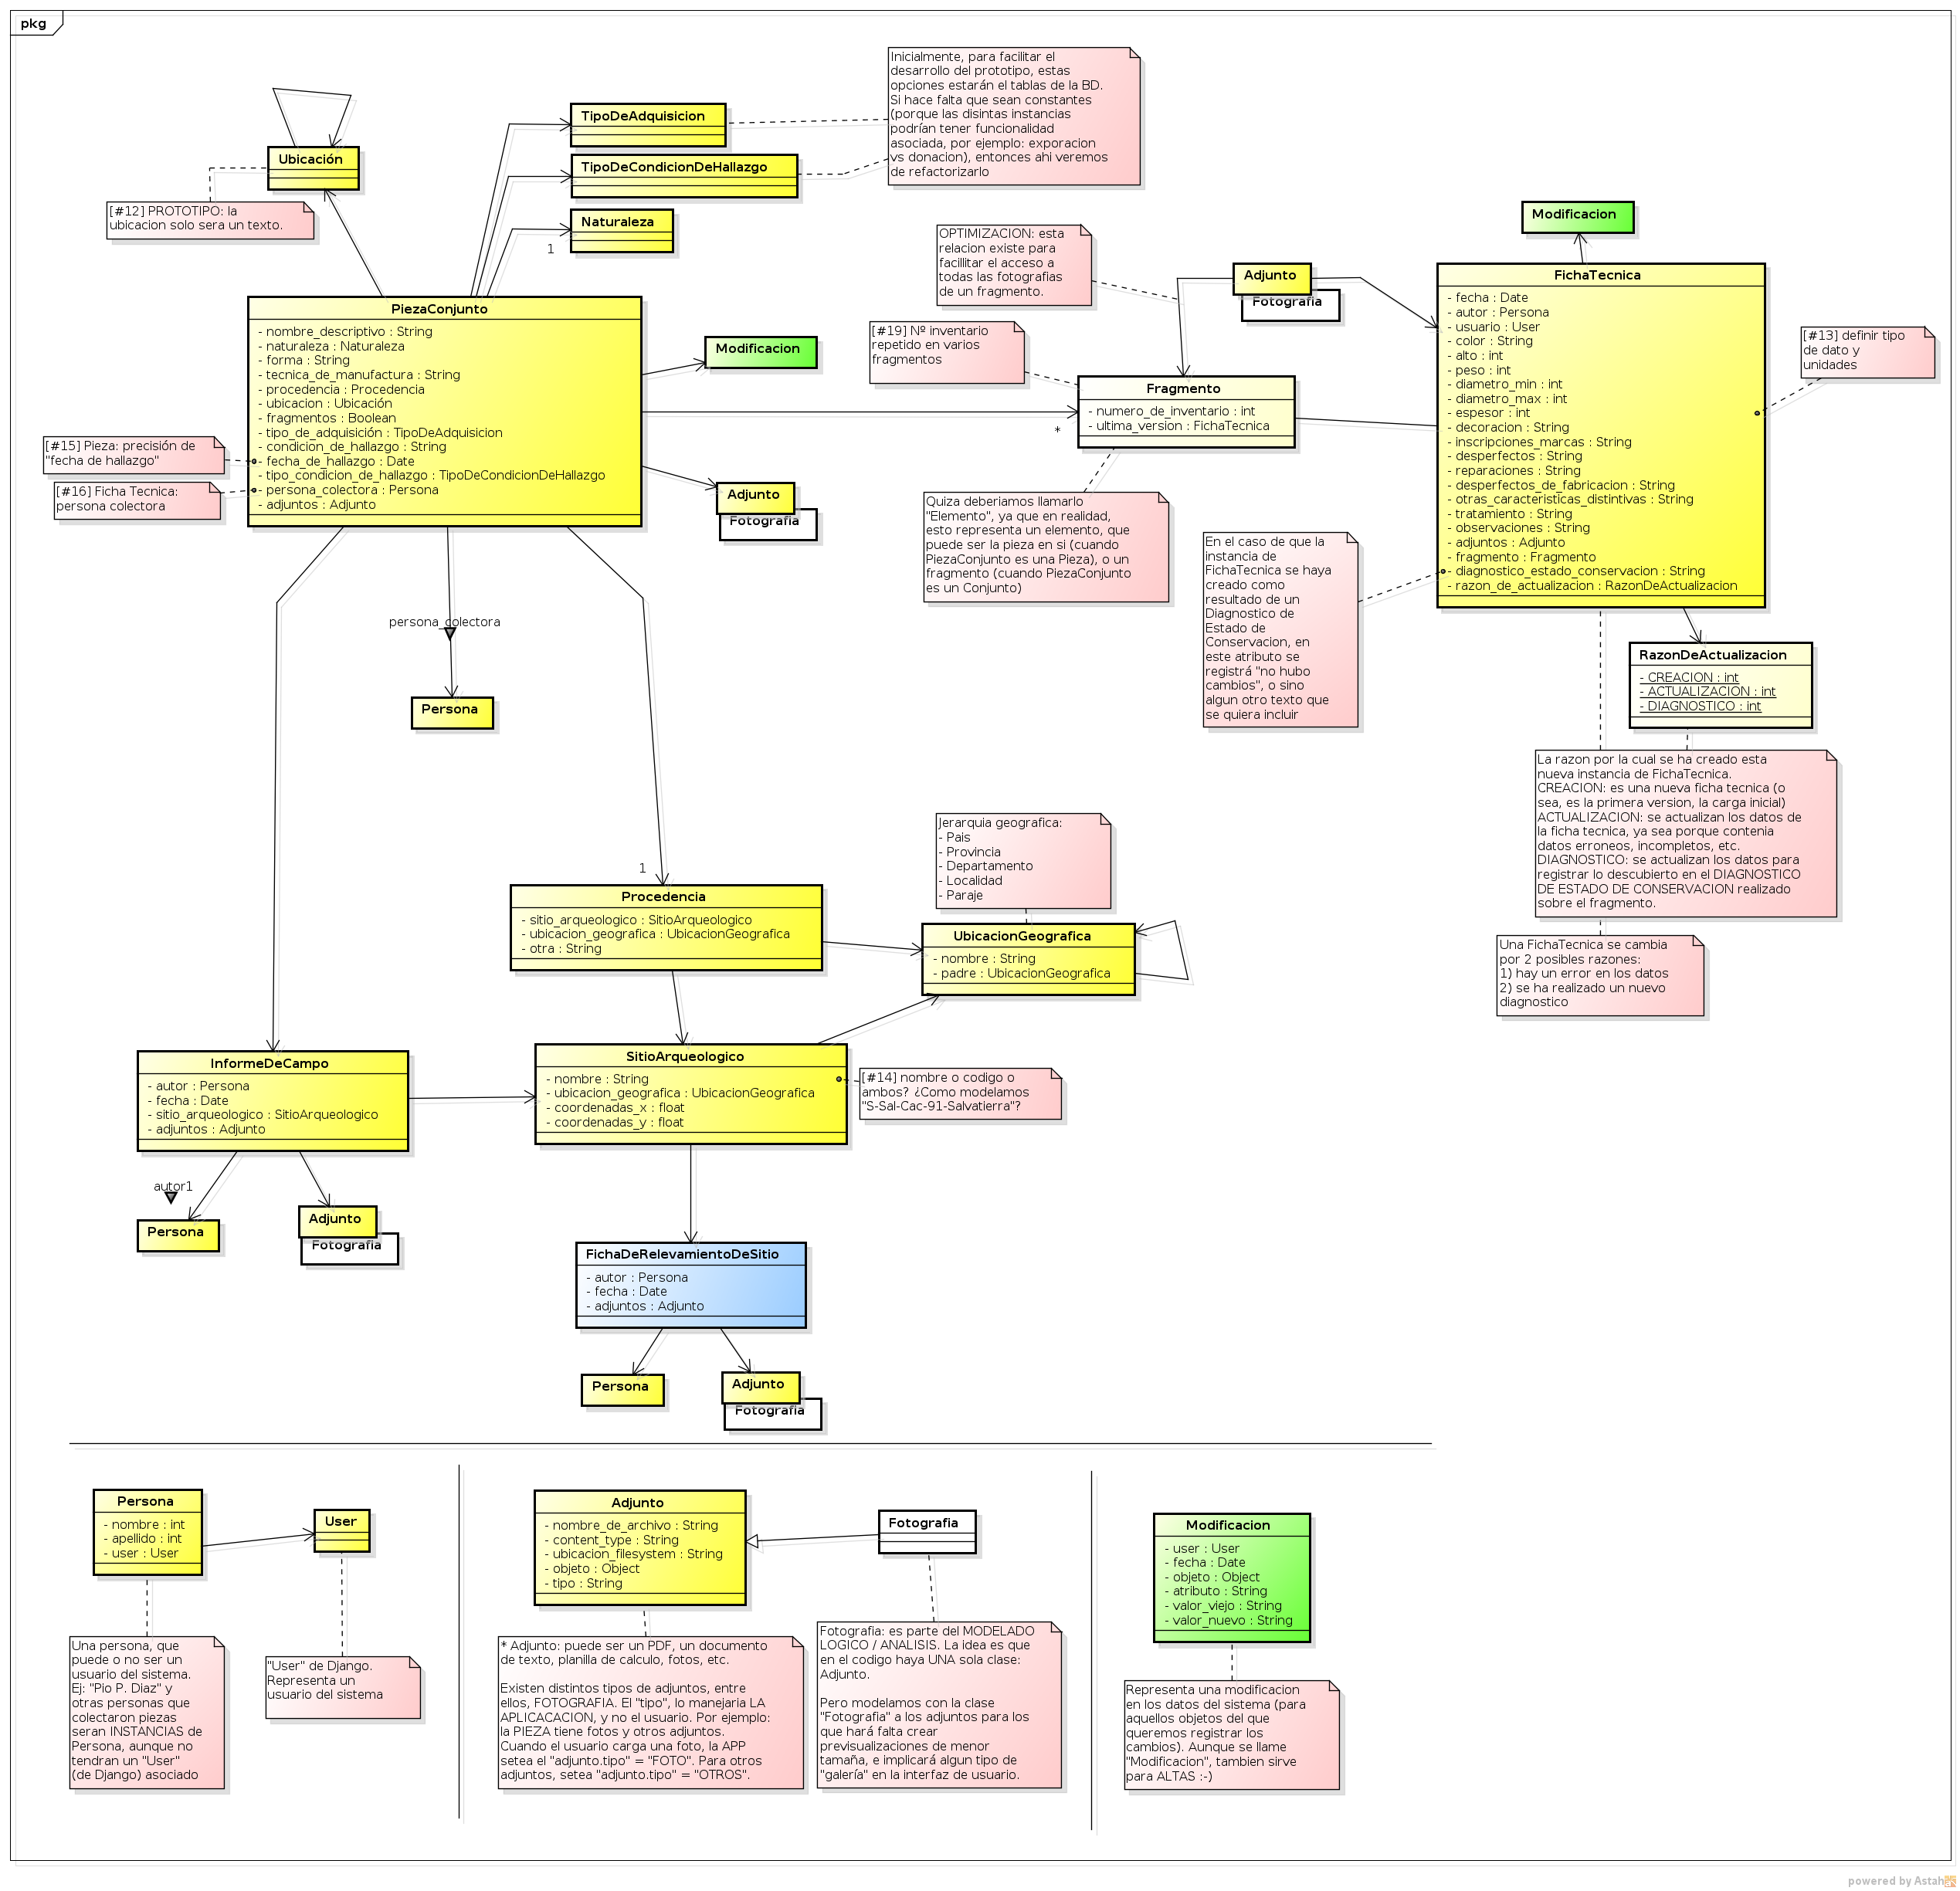 pkg
Inicialmente, para facilitar el
desarrollo del prototipo, estas
opciones estarán el tablas de la BD.
Si hace falta que sean constantes
(porque las disintas instancias
podrían tener funcionalidad
asociada, por ejemplo: exporacion
vs donacion), entonces ahi veremos
de refactorizarlo
TipoDeAdquisicion
TipoDeCondicionDeHallazgo
Naturaleza
1
Ubicación
[#12] PROTOTIPO: la
ubicacion solo sera un texto.
OPTIMIZACION: esta
relacion existe para
facillitar el acceso a
todas las fotografias
de un fragmento.
Adjunto
Fotografia
Modificacion
FichaTecnica
- fecha : Date
- autor : Persona
- usuario : User
- color : String
- alto : int
- peso : int
- diametro_min : int
- diametro_max : int
- espesor : int
- decoracion : String
- inscripciones_marcas : String
- desperfectos : String
- reparaciones : String
- desperfectos_de_fabricacion : String
- otras_caracteristicas_distintivas : String
- tratamiento : String
- observaciones : String
- adjuntos : Adjunto
- fragmento : Fragmento
- diagnostico_estado_conservacion : String
- razon_de_actualizacion : RazonDeActualizacion
[#13] definir tipo
de dato y
unidades
PiezaConjunto
- nombre_descriptivo : String
- naturaleza : Naturaleza
- forma : String
- tecnica_de_manufactura : String
- procedencia : Procedencia
- ubicacion : Ubicación
- fragmentos : Boolean
- tipo_de_adquisición : TipoDeAdquisicion
- condicion_de_hallazgo : String
- fecha_de_hallazgo : Date
- tipo_condicion_de_hallazgo : TipoDeCondicionDeHallazgo
- persona_colectora : Persona
- adjuntos : Adjunto
[#15] Pieza: precisión de
"fecha de hallazgo"
[#16] Ficha Tecnica:
persona colectora
Modificacion
[#19] Nº inventario
repetido en varios
fragmentos
Fragmento
- numero_de_inventario : int
- ultima_version : FichaTecnica
*
Adjunto
Fotografia
Quiza deberiamos llamarlo
"Elemento", ya que en realidad,
esto representa un elemento, que
puede ser la pieza en si (cuando
PiezaConjunto es una Pieza), o un
fragmento (cuando PiezaConjunto
es un Conjunto)
En el caso de que la
instancia de
FichaTecnica se haya
creado como
resultado de un
Diagnostico de
Estado de
Conservacion, en
este atributo se
registrá "no hubo
cambios", o sino
algun otro texto que
se quiera incluir
persona_colectora
Persona
RazonDeActualizacion
- CREACION : int
- ACTUALIZACION : int
- DIAGNOSTICO : int
La razon por la cual se ha creado esta
nueva instancia de FichaTecnica.
CREACION: es una nueva ficha tecnica (o
sea, es la primera version, la carga inicial)
ACTUALIZACION: se actualizan los datos de
la ficha tecnica, ya sea porque contenia
datos erroneos, incompletos, etc.
DIAGNOSTICO: se actualizan los datos para
registrar lo descubierto en el DIAGNOSTICO
DE ESTADO DE CONSERVACION realizado
sobre el fragmento.
Una FichaTecnica se cambia
por 2 posibles razones:
1) hay un error en los datos
2) se ha realizado un nuevo
diagnostico
1
Procedencia
- sitio_arqueologico : SitioArqueologico
- ubicacion_geografica : UbicacionGeografica
- otra : String
Jerarquia geografica:
- Pais
- Provincia
- Departamento
- Localidad
- Paraje
UbicacionGeografica
- nombre : String
- padre : UbicacionGeografica
InformeDeCampo
- autor : Persona
- fecha : Date
- sitio_arqueologico : SitioArqueologico
- adjuntos : Adjunto
SitioArqueologico
- nombre : String
- ubicacion_geografica : UbicacionGeografica
- coordenadas_x : float
- coordenadas_y : float
[#14] nombre o codigo o
ambos? ¿Como modelamos
"S-Sal-Cac-91-Salvatierra"?
autor1
Persona
Adjunto
Fotografia
FichaDeRelevamientoDeSitio
- autor : Persona
- fecha : Date
- adjuntos : Adjunto
Persona
Adjunto
Fotografia
Persona
- nombre : int
- apellido : int
- user : User
User
Una persona, que
puede o no ser un
usuario del sistema.
Ej: "Pio P. Diaz" y
otras personas que
colectaron piezas
seran INSTANCIAS de
Persona, aunque no
tendran un "User"
(de Django) asociado
"User" de Django.
Representa un
usuario del sistema
Adjunto
- nombre_de_archivo : String
- content_type : String
- ubicacion_filesystem : String
- objeto : Object
- tipo : String
Fotografia
* Adjunto: puede ser un PDF, un documento
de texto, planilla de calculo, fotos, etc.
Existen distintos tipos de adjuntos, entre
ellos, FOTOGRAFIA. El "tipo", lo manejaria LA
APLICACACION, y no el usuario. Por ejemplo:
la PIEZA tiene fotos y otros adjuntos.
Cuando el usuario carga una foto, la APP
setea el "adjunto.tipo" = "FOTO". Para otros
adjuntos, setea "adjunto.tipo" = "OTROS".
Fotografia: es parte del MODELADO
LOGICO / ANALISIS. La idea es que
en el codigo haya UNA sola clase:
Adjunto.
Pero modelamos con la clase
"Fotografia" a los adjuntos para los
que hará falta crear
previsualizaciones de menor
tamaña, e implicará algun tipo de
"galería" en la interfaz de usuario.
Modificacion
- user : User
- fecha : Date
- objeto : Object
- atributo : String
- valor_viejo : String
- valor_nuevo : String
Representa una modificacion
en los datos del sistema (para
aquellos objetos del que
queremos registrar los
cambios). Aunque se llame
"Modificacion", tambien sirve
para ALTAS :-)
powered by Astah